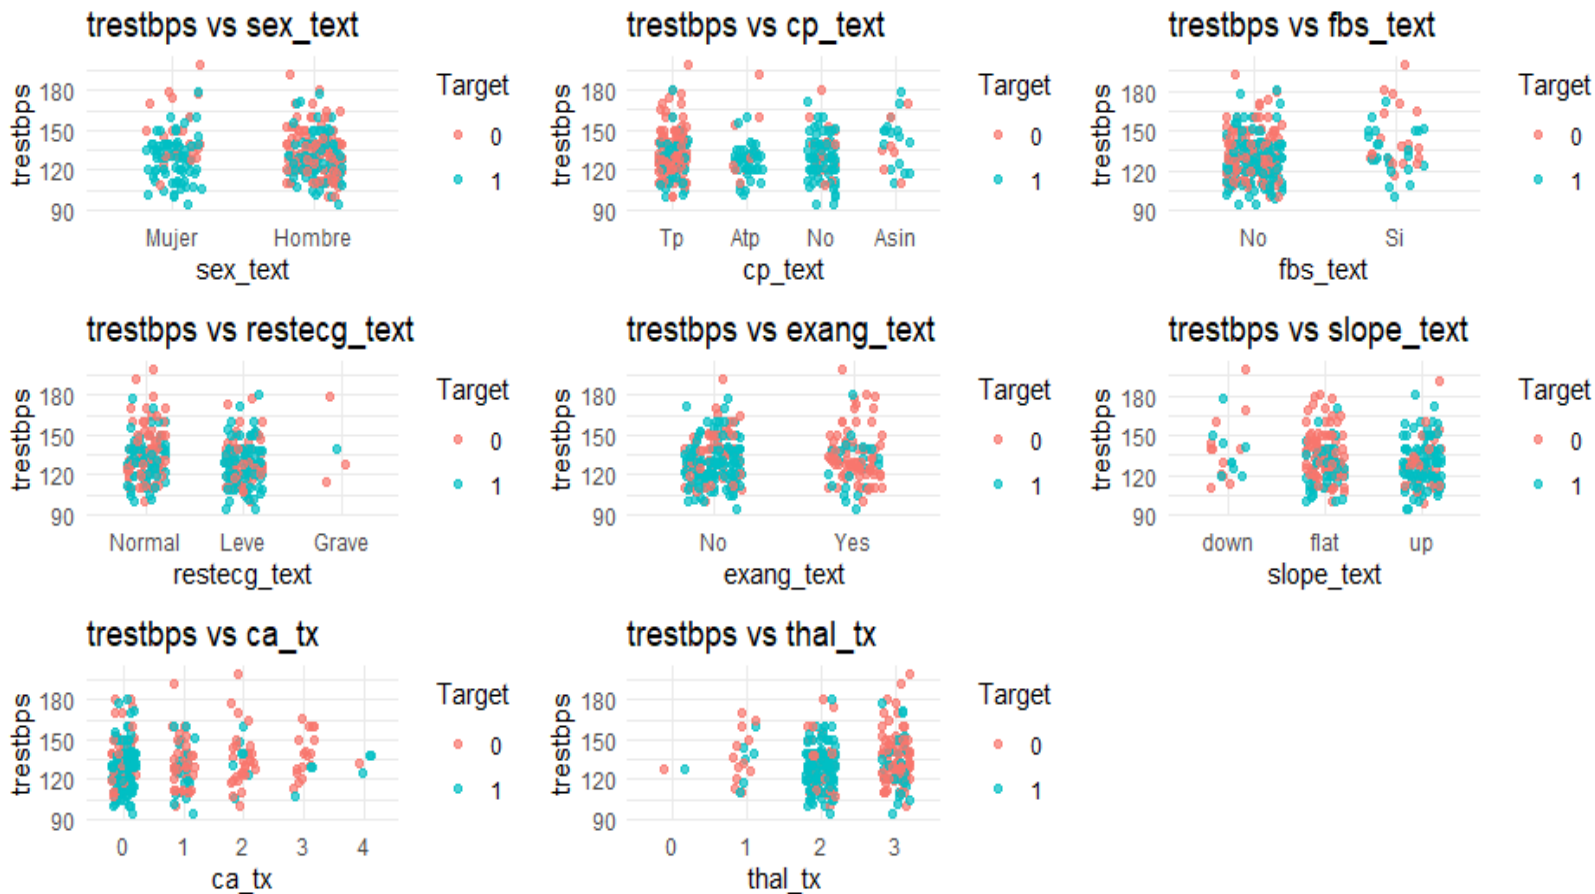 trestbps vs sex_text
trestbps
180
150
120
90
Mujer Hombre
sex_text
Target
0
1
trestbps vs cp_text
trestbps
180
150
120
90
Tp Atp No Asin
cp_text
Target
0
1
trestbps vs fbs_text
trestbps
180
150
120
90
No Si
fbs_text
Target
0
1
trestbps vs restecg_text
trestbps
180
150
120
90
Normal Leve Grave
restecg_text
Target
0
1
trestbps vs exang_text
trestbps
180
150
120
90
No Yes
exang_text
Target
0
1
trestbps vs slope_text
trestbps
180
150
120
90
down flat up
slope_text
Target
0
1
trestbps vs ca_tx
trestbps
180
150
120
90
0 1 2 3 4
ca_tx
Target
0
1
trestbps vs thal_tx
trestbps
180
150
120
90
0 1 2 3
thal_tx
Target
0
1